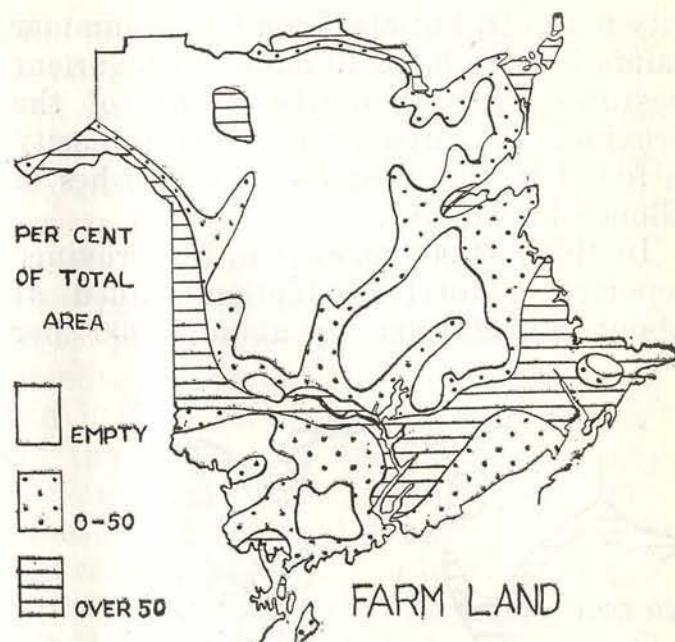 PER CENT
OF TOTAL
AREA
EMPTY
0-50
OVER 50
FARM LAND